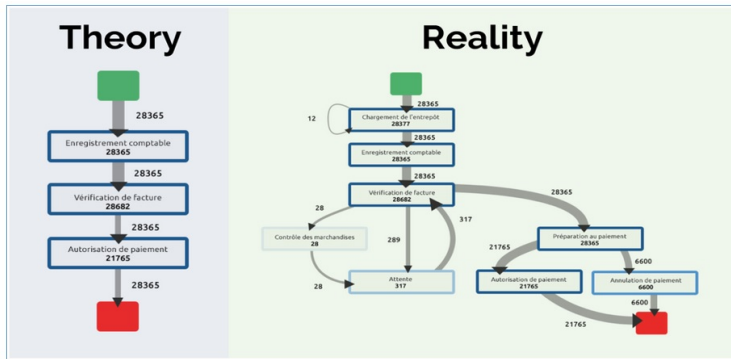 Theory
28365
Enregistrement comptable
28365
28365
Vérification de facture
28682
28365
Autorisation de paiement
21765
28365
Reality
28365
Chargement de l'entrepôt
28377
12
28365
Enregistrement comptable
28365
28365
Vérification de facture
28682
28365
28
289
317
Contrôle des marchandises
28
28
Attente
317
Préparation au paiement
28365
21765
6600
Autorisation de paiement
21765
Annulation de paiement
6600
21765
6600